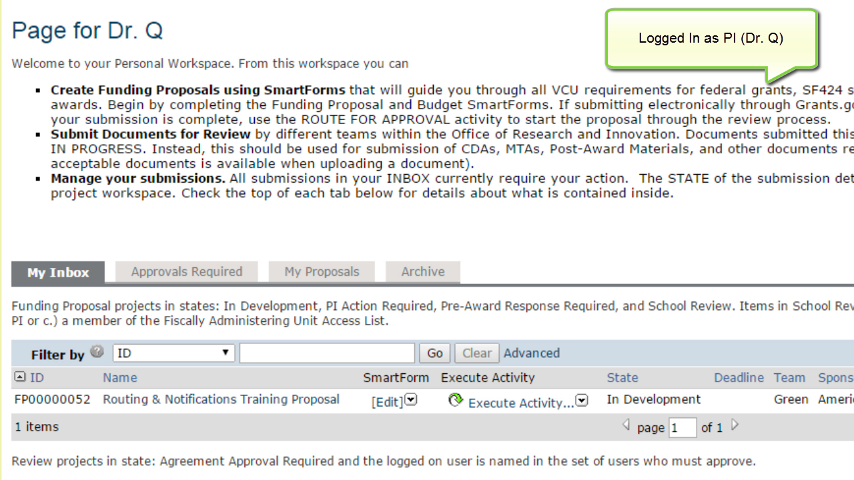 Page for Dr. Q
Logged In as PI (Dr. Q)
Welcome to your Personal Workspace. From this workspace you can
Create Funding Proposals using SmartForms that will guide you through all VCU requirements for federal grants, SF424 s
awards. Begin by completing the Funding Proposal and Budget SmartForms. If submitting electronically through Grants.go
your submission is complete, use the ROUTE FOR APPROVAL activity to start the proposal through the review process.
Submit Documents for Review by different teams within the Office of Research and Innovation. Documents submitted this
IN PROGRESS. Instead, this should be used for submission of CDAs, MTAs, Post-Award Materials, and other documents re
acceptable documents is available when uploading a document).
Manage your submissions. All submissions in your INBOX currently require your action. The STATE of the submission det
project workspace. Check the top of each tab below for details about what is contained inside.
My Inbox Approvals Required My Proposals Archive
Funding Proposal projects in states: In Development, PI Action Required, Pre-Award Response Required, and School Review. Items in School Rev
PI or c.) a member of the Fiscally Administering Unit Access List.
Filter by ID Go Clear Advanced
ID Name SmartForm Execute Activity State Deadline Team Spons
FP00000052 Routing & Notifications Training Proposal [Edit] Execute Activity... In Development Green Ameri
1 items page 1 of 1
Review projects in state: Agreement Approval Required and the logged on user is named in the set of users who must approve.